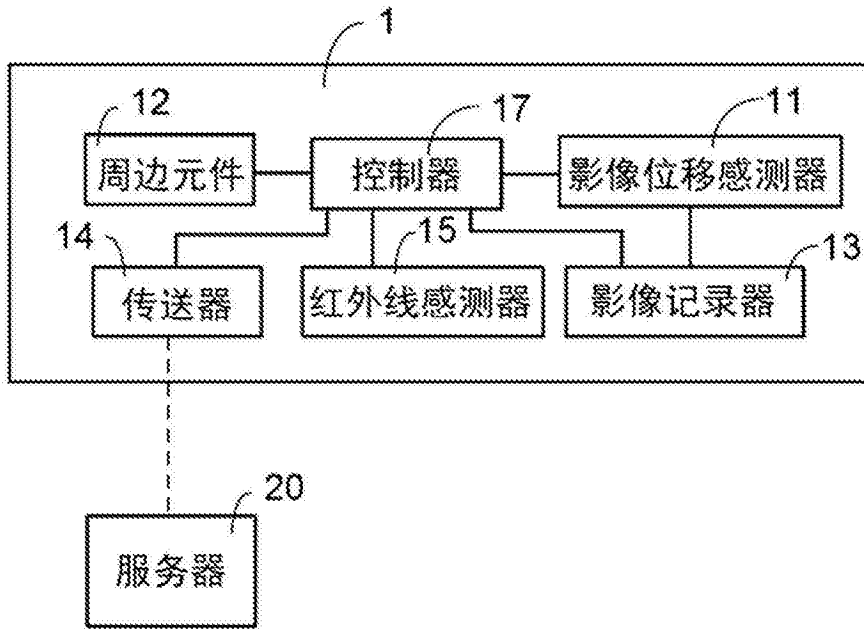 1
12
17
11
周边元件
控制器
影像位移感测器
14
15
13
传送器
红外线感测器
影像记录器
20
服务器